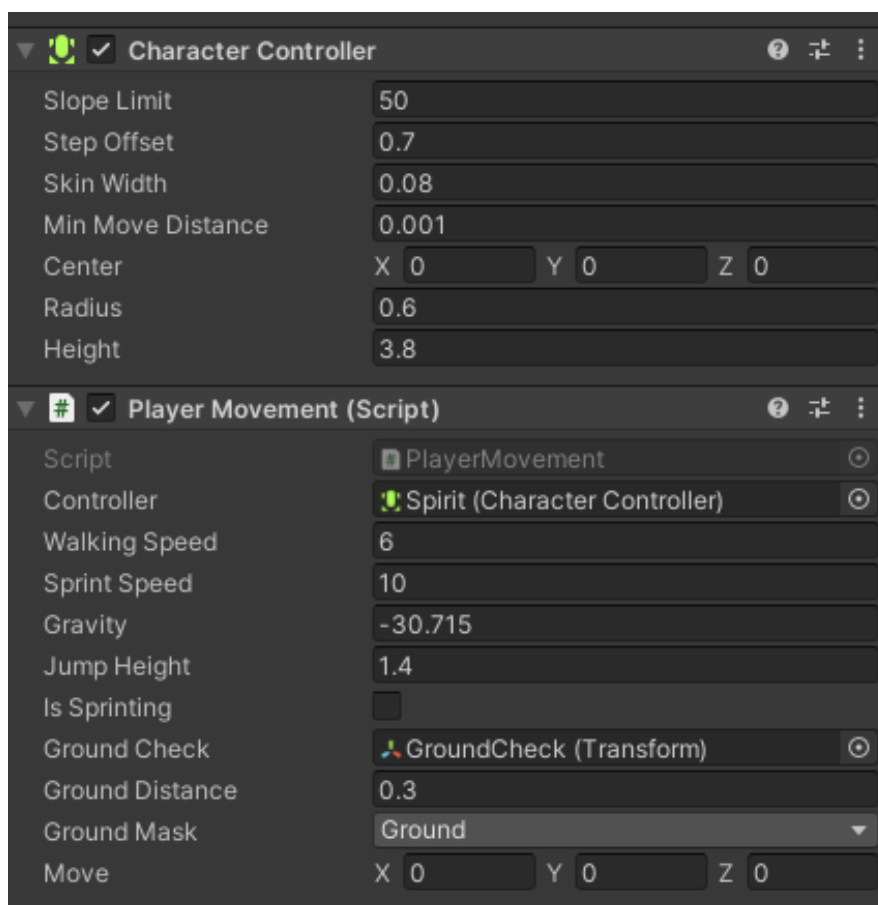 Character Controller
Slope Limit 50
Step Offset 0.7
Skin Width 0.08
Min Move Distance 0.001
Center X 0 Y 0 Z 0
Radius 0.6
Height 3.8
# Player Movement (Script)
Script # PlayerMovement
Controller Spirit (Character Controller)
Walking Speed 6
Sprint Speed 10
Gravity -30.715
Jump Height 1.4
Is Sprinting
Ground Check GroundCheck (Transform)
Ground Distance 0.3
Ground Mask Ground
Move X 0 Y 0 Z 0